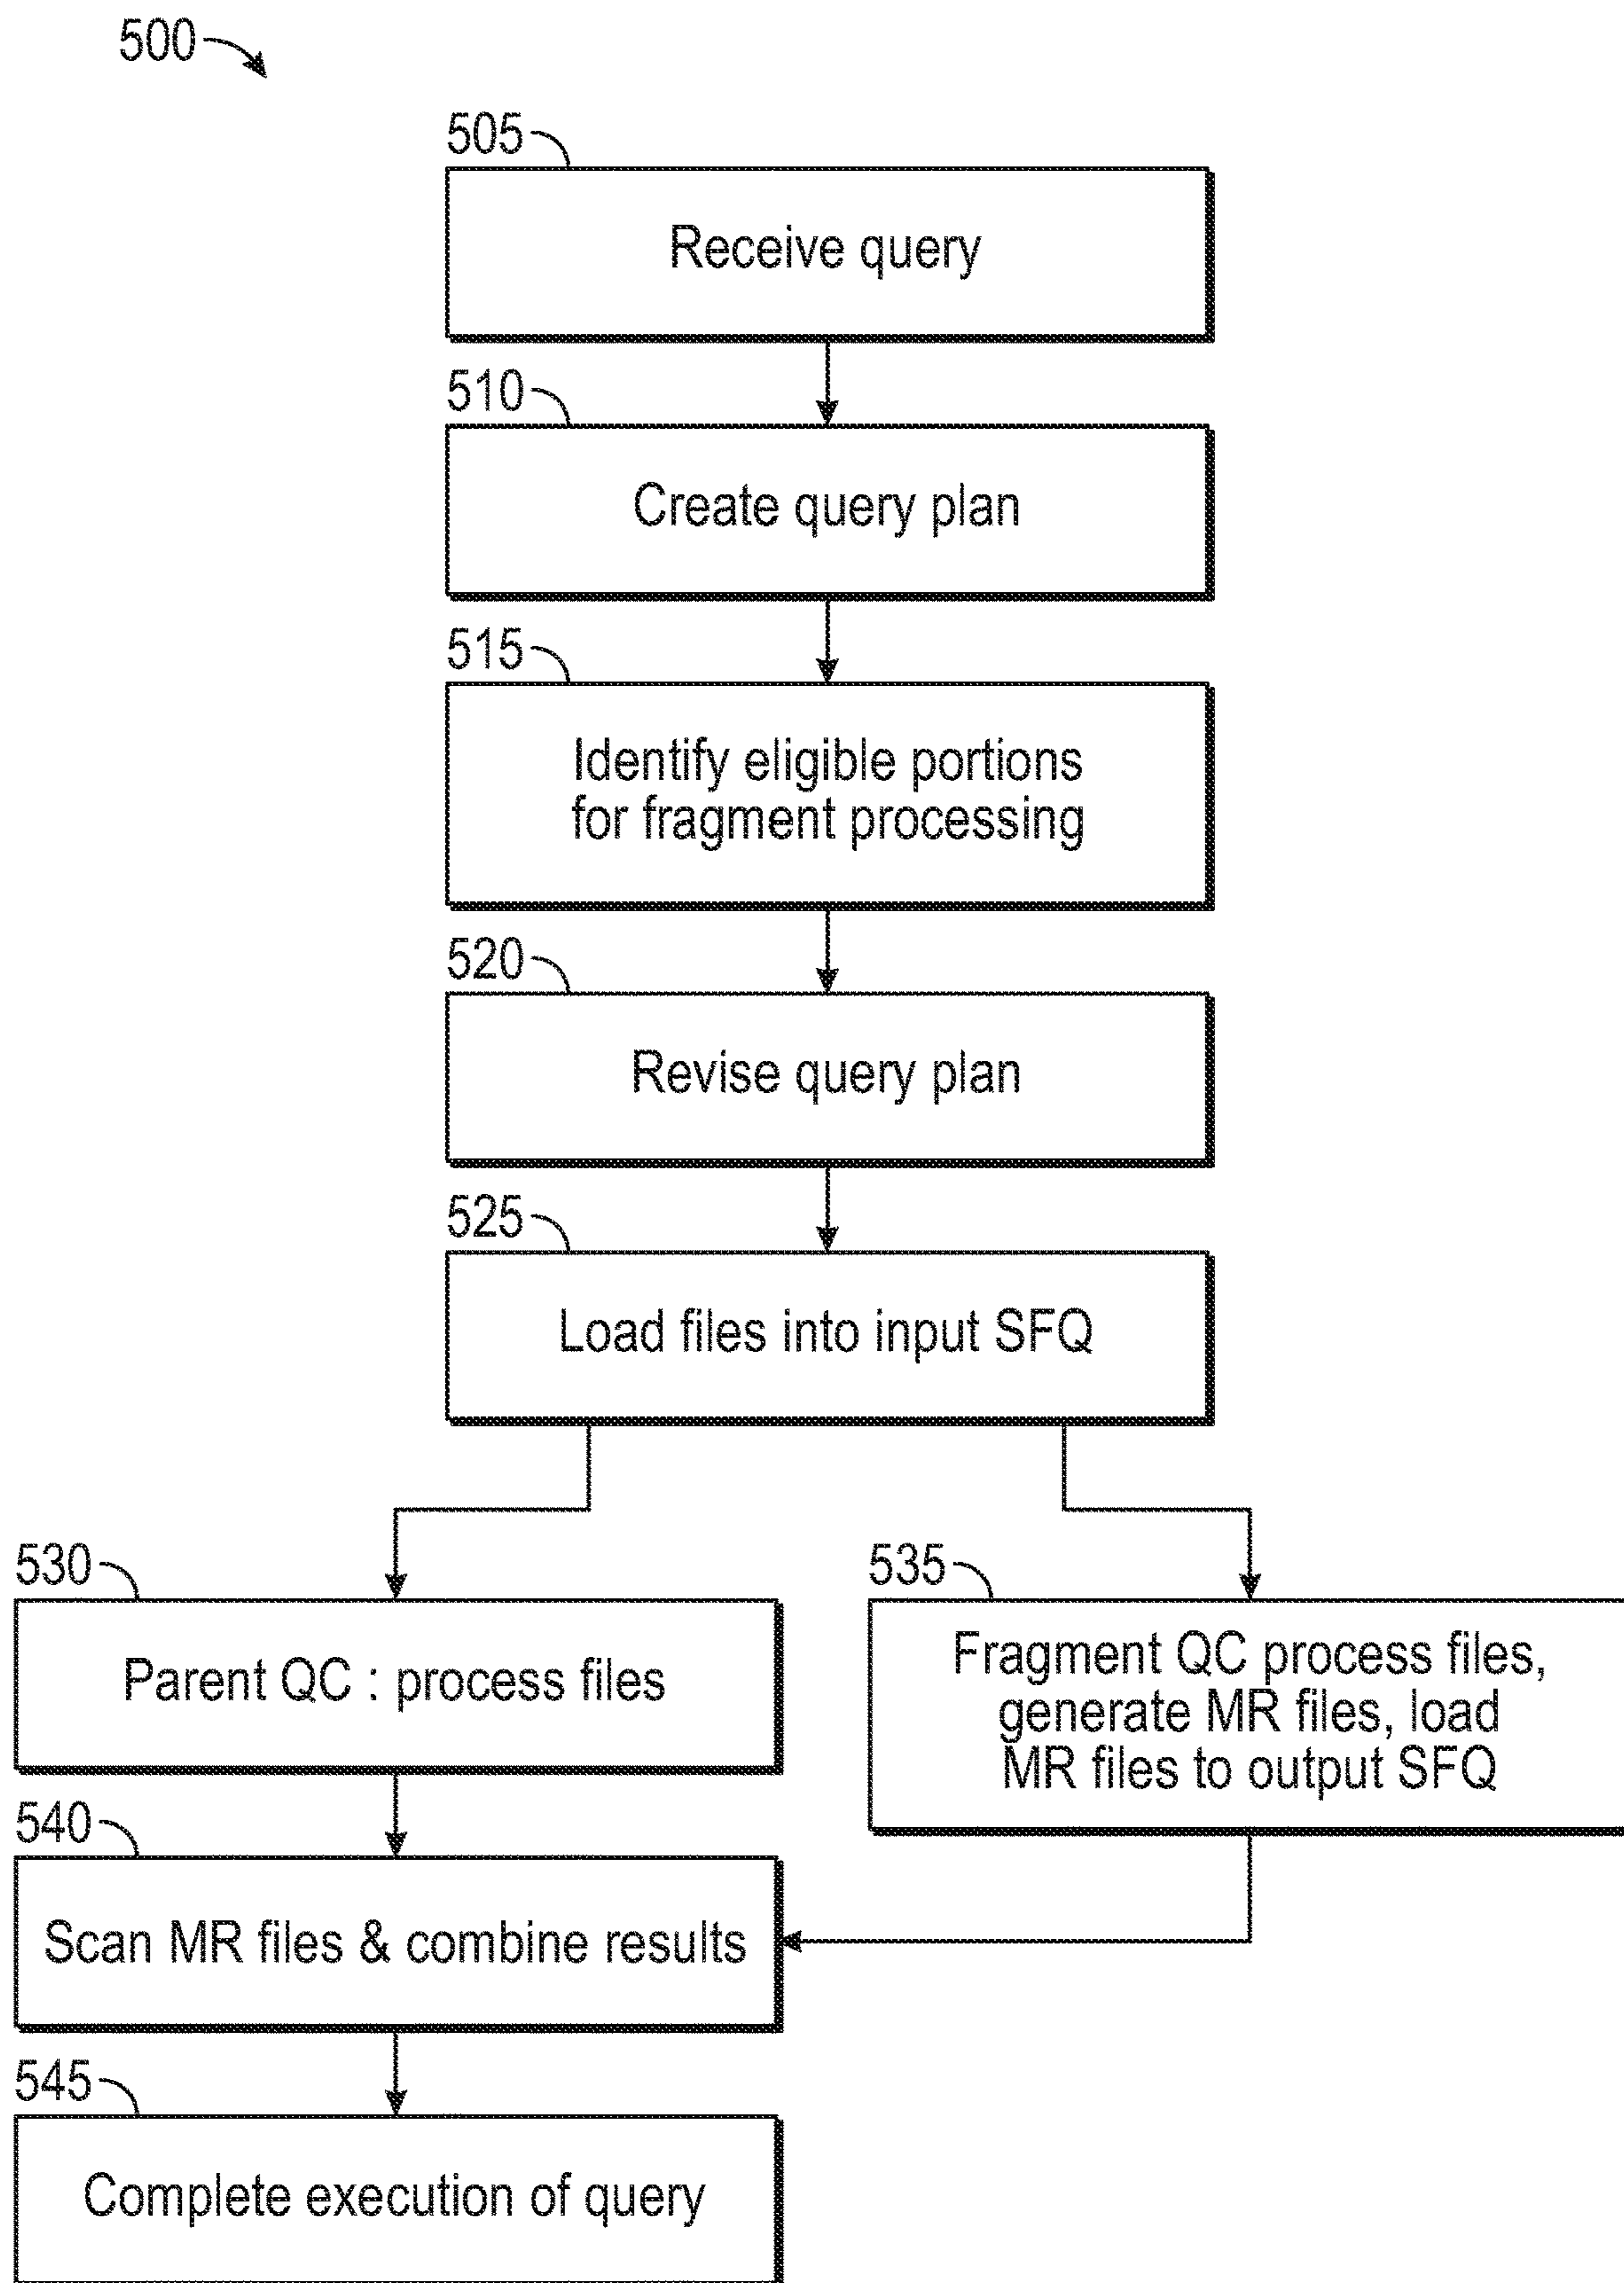 500
505
Receive query
510
Create query plan
515
Identify eligible portions
for fragment processing
520
Revise query plan
525
Load files into input SFQ
530
Parent QC : process files
535
Fragment QC process files,
generate MR files, load
MR files to output SFQ
540
Scan MR files & combine results
545
Complete execution of query